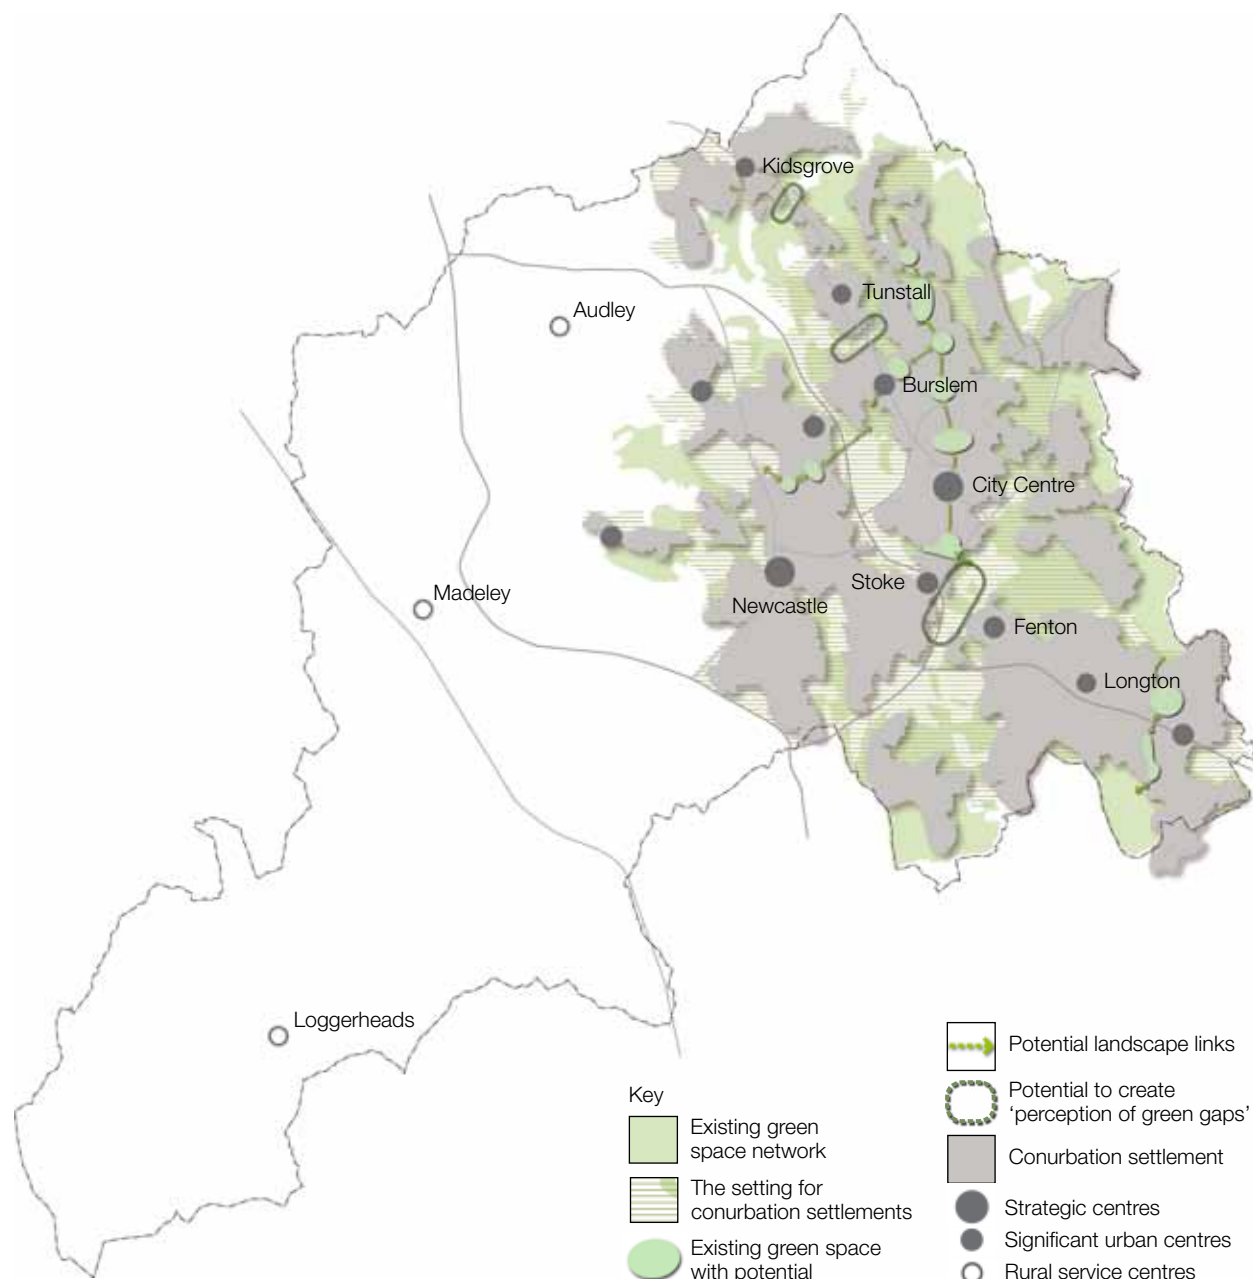 Kidsgrove
Tunstall
Audley
Burslem
City Centre
Stoke
Madeley
Newcastle
Fenton
Longton
Loggerheads
Key
Existing green
space network
The setting for
conurbation settlements
Existing green space
with potential
Potential landscape links
Potential to create
‘perception of green gaps’
Conurbation settlement
Strategic centres
Significant urban centres
Rural service centres